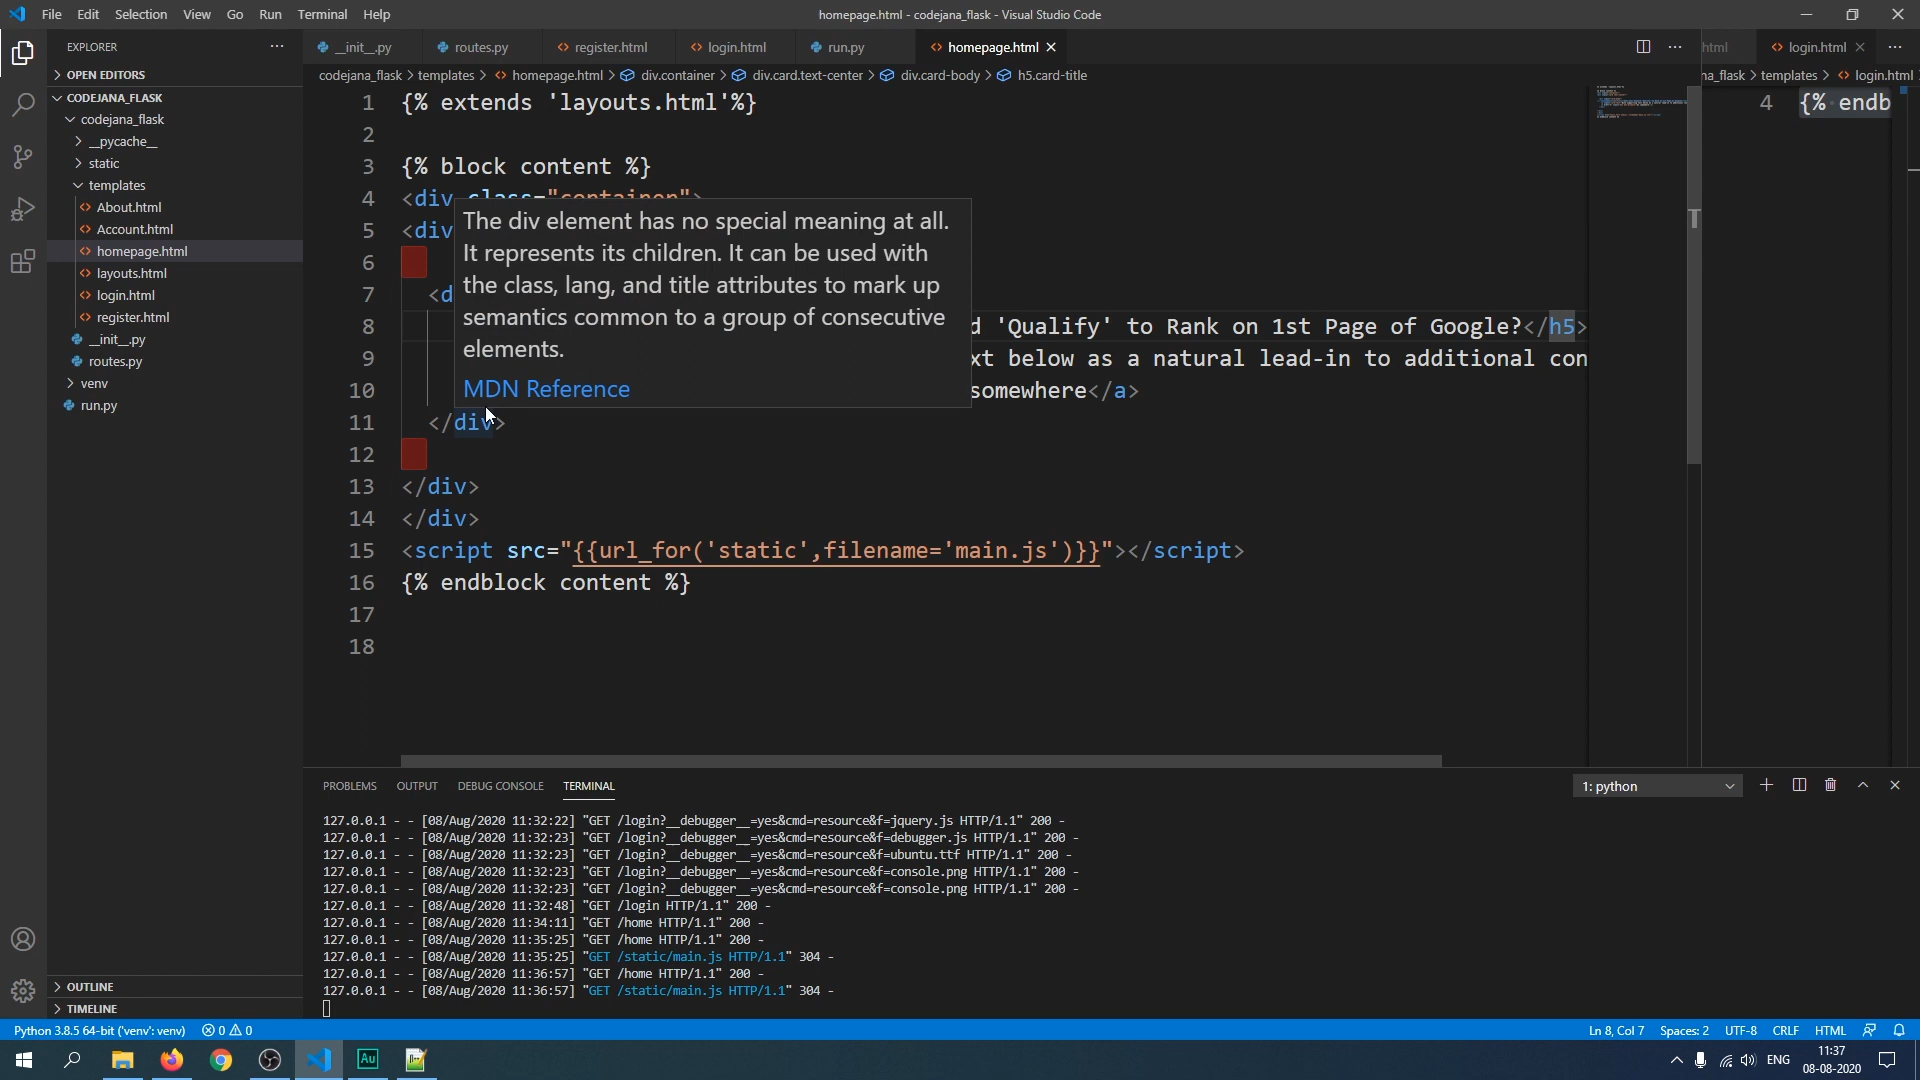 File Edit Selection View Go Run Terminal Help
homepage.html - codejana_flask - Visual Studio Code
EXPLORER
OPEN EDITORS
CODEJANA_FLASK
codejana_flask
__pycache__
static
templates
About.html
Account.html
homepage.html
layouts.html
login.html
register.html
__init__.py
routes.py
venv
run.py
OUTLINE
TIMELINE
__init__.py routes.py register.html login.html run.py homepage.html
html login.html
codejana_flask > templates > homepage.html > div.container > div.card.text-center > div.card-body > h5.card-title
na_flask > templates > login.html
1 {% extends 'layouts.html'%}
2
3 {% block content %}
4 <div class="container">
5 <div
6
7 <d
8 d 'Qualify' to Rank on 1st Page of Google?</h5>
9 xt below as a natural lead-in to additional con
10 somewhere</a>
11 </div>
12
13 </div>
14 </div>
15 <script src="{{url_for('static',filename='main.js')}}"></script>
16 {% endblock content %}
17
18
The div element has no special meaning at all.
It represents its children. It can be used with
the class, lang, and title attributes to mark up
semantics common to a group of consecutive
elements.
MDN Reference
4 {% endb
PROBLEMS OUTPUT DEBUG CONSOLE TERMINAL
1: python
127.0.0.1 - - [08/Aug/2020 11:32:22] "GET /login?__debugger__=yes&cmd=resource&f=jquery.js HTTP/1.1" 200 -
127.0.0.1 - - [08/Aug/2020 11:32:23] "GET /login?__debugger__=yes&cmd=resource&f=debugger.js HTTP/1.1" 200 -
127.0.0.1 - - [08/Aug/2020 11:32:23] "GET /login?__debugger__=yes&cmd=resource&f=ubuntu.ttf HTTP/1.1" 200 -
127.0.0.1 - - [08/Aug/2020 11:32:23] "GET /login?__debugger__=yes&cmd=resource&f=console.png HTTP/1.1" 200 -
127.0.0.1 - - [08/Aug/2020 11:32:23] "GET /login?__debugger__=yes&cmd=resource&f=console.png HTTP/1.1" 200 -
127.0.0.1 - - [08/Aug/2020 11:32:48] "GET /login HTTP/1.1" 200 -
127.0.0.1 - - [08/Aug/2020 11:34:11] "GET /home HTTP/1.1" 200 -
127.0.0.1 - - [08/Aug/2020 11:35:25] "GET /home HTTP/1.1" 200 -
127.0.0.1 - - [08/Aug/2020 11:35:25] "GET /static/main.js HTTP/1.1" 304 -
127.0.0.1 - - [08/Aug/2020 11:36:57] "GET /home HTTP/1.1" 200 -
127.0.0.1 - - [08/Aug/2020 11:36:57] "GET /static/main.js HTTP/1.1" 304 -
Python 3.8.5 64-bit ('venv': venv) 0 0
Ln 8, Col 7 Spaces: 2 UTF-8 CRLF HTML
Au
ENG
11:37
08-08-2020